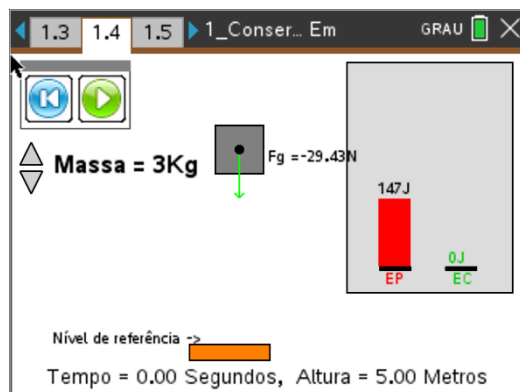 1.3 1.4 1.5 1_Conser... Em GRAU
Massa = 3Kg
Fg =-29.43N
147J
0J
EP EC
Nível de referência ->
Tempo = 0.00 Segundos, Altura = 5.00 Metros